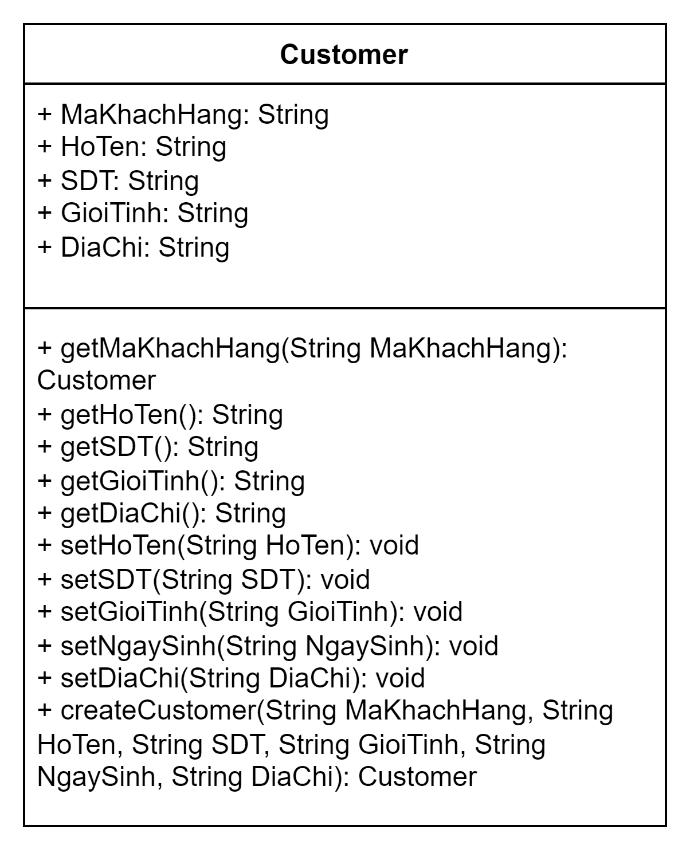 Customer
+ MaKhachHang: String
+ HoTen: String
+ SDT: String
+ GioiTinh: String
+ DiaChi: String
+ getMaKhachHang(String MaKhachHang):
Customer
+ getHoTen(): String
+ getSDT(): String
+ getGioiTinh(): String
+ getDiaChi(): String
+ setHoTen(String HoTen): void
+ setSDT(String SDT): void
+ setGioiTinh(String GioiTinh): void
+ setNgaySinh(String NgaySinh): void
+ setDiaChi(String DiaChi): void
+ createCustomer(String MaKhachHang, String
HoTen, String SDT, String GioiTinh, String
NgaySinh, String DiaChi): Customer